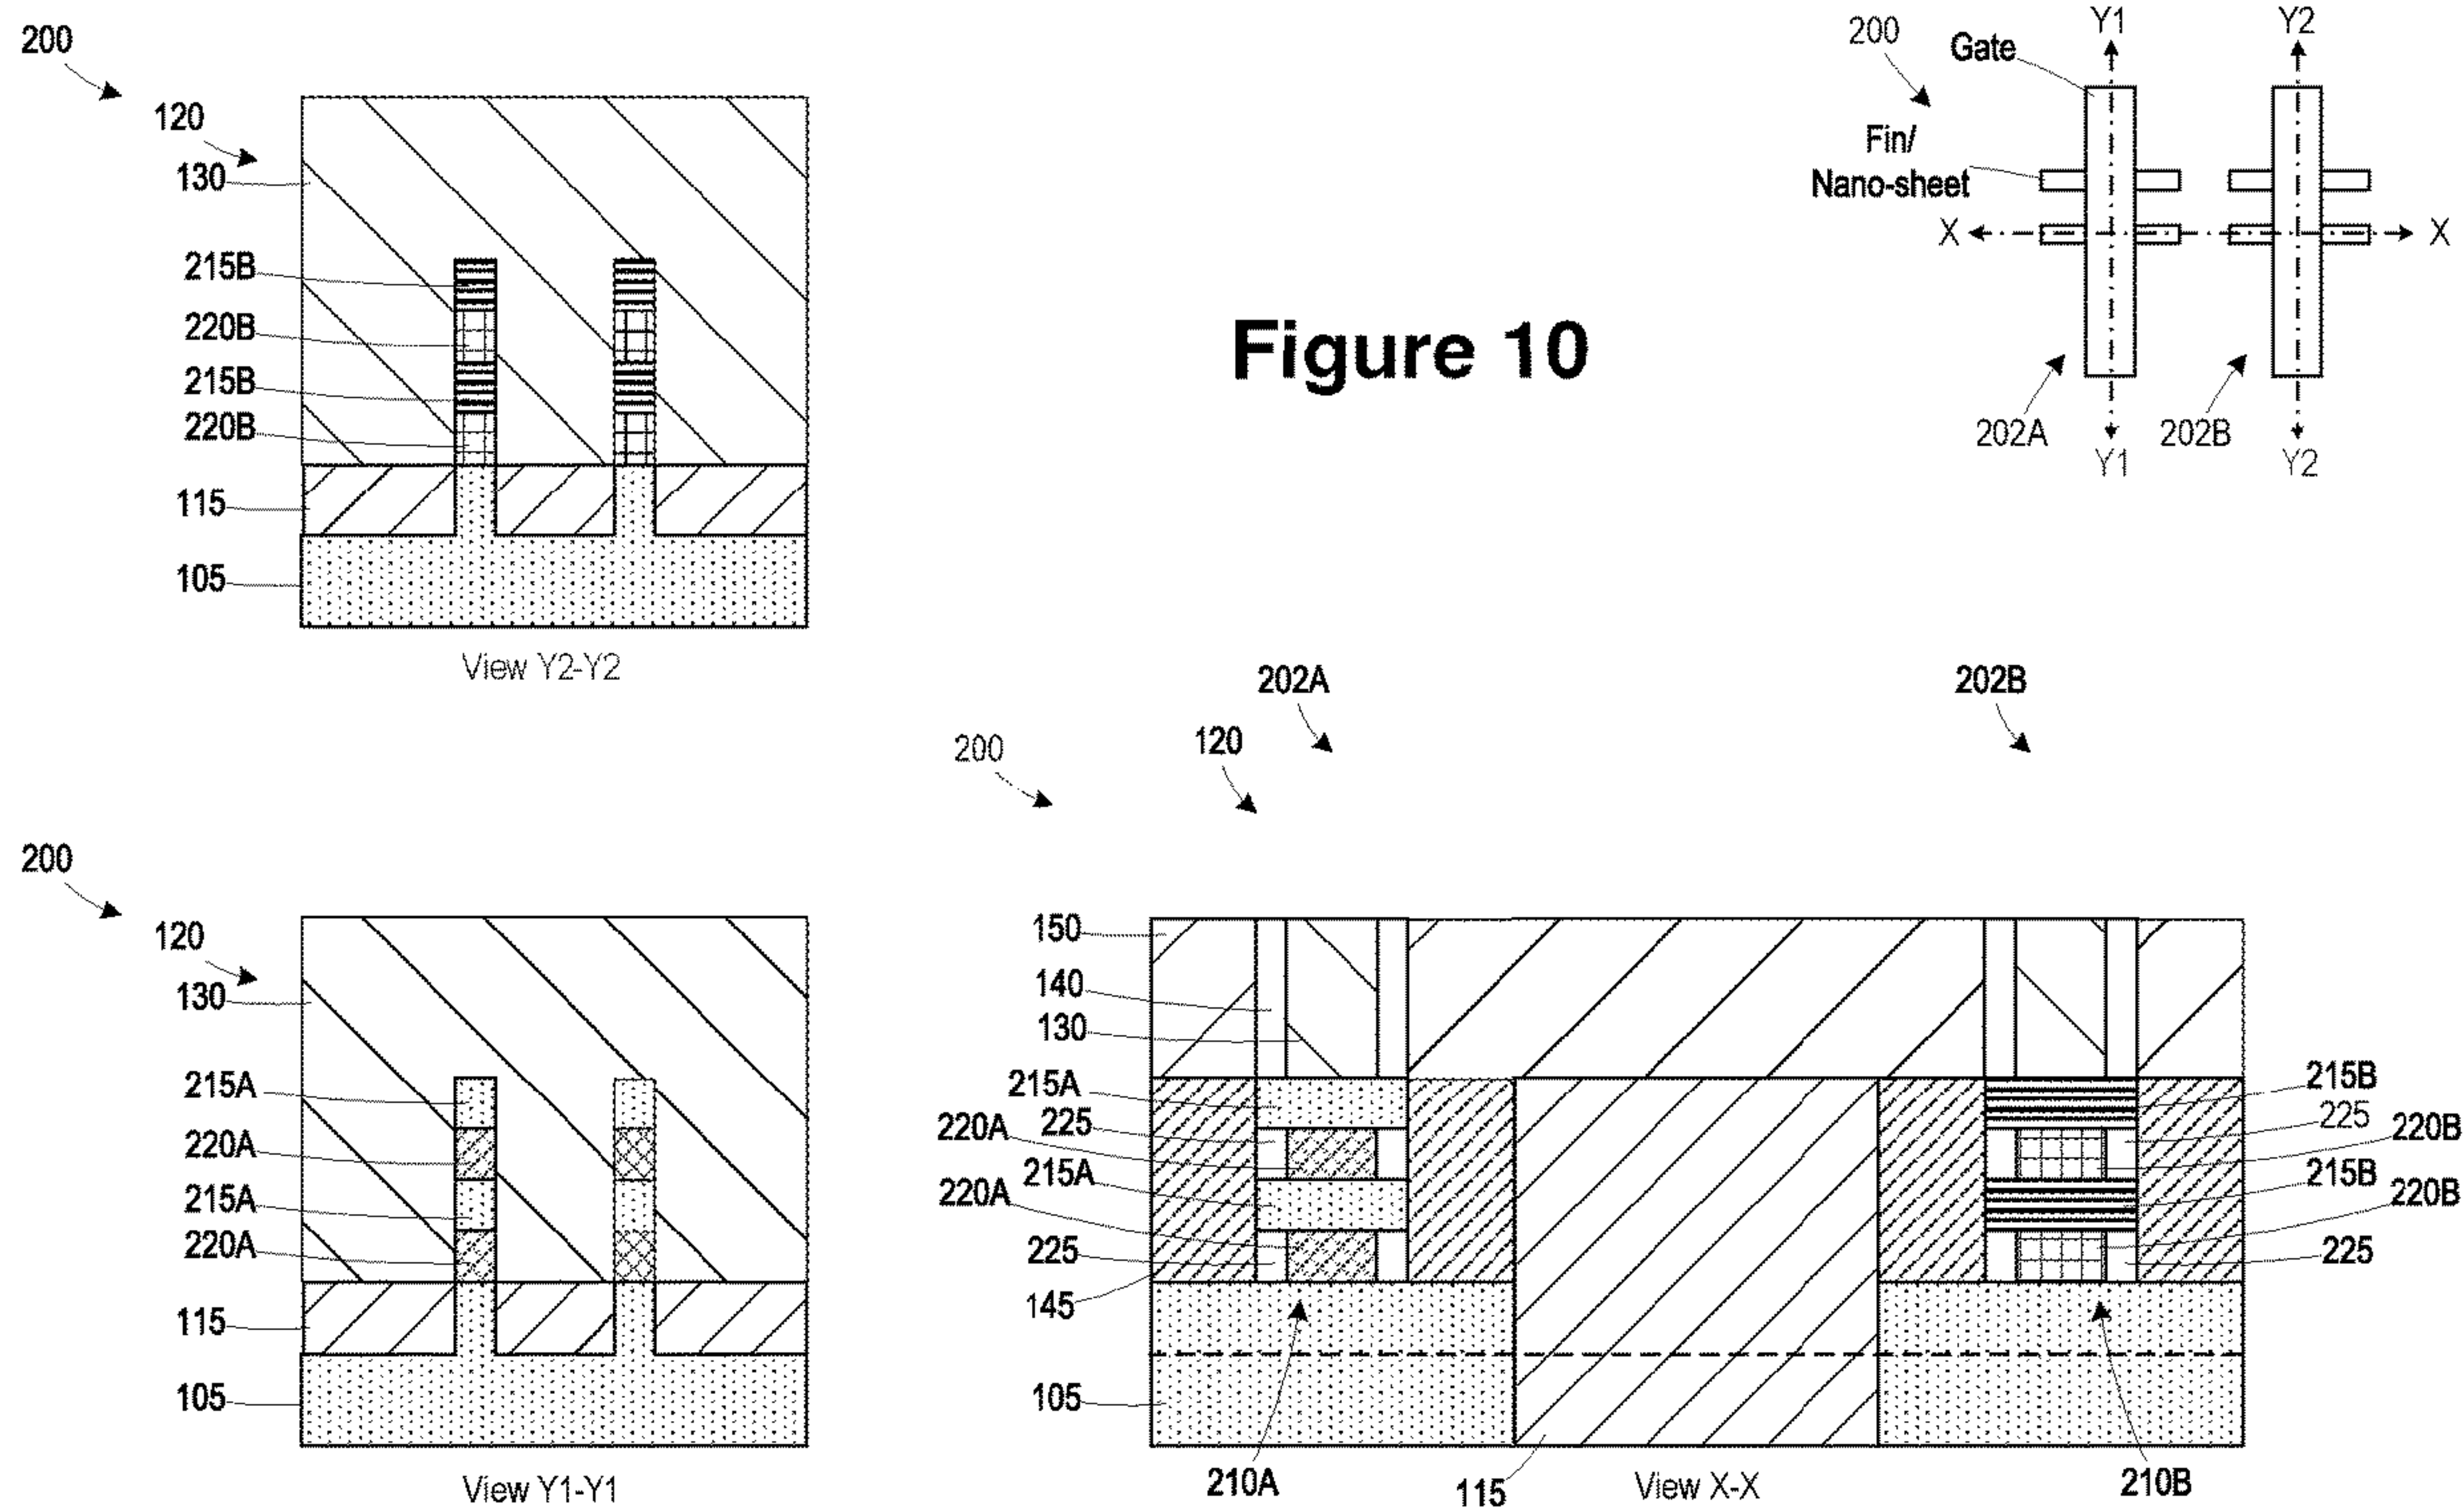 200
120
130
215B
220B
215B
220B
115
105
View Y2-Y2
Figure 10
200
Gate
Y1
Y2
Fin/
Nano-sheet
X
X
202A
202B
Y1
Y2
200
120
130
215A
220A
215A
220A
115
105
View Y1-Y1
202A
202B
200
120
150
140
130
215A
225
220A
215A
220A
225
145
105
215B
225
220B
215B
220B
225
210A
115
View X-X
210B